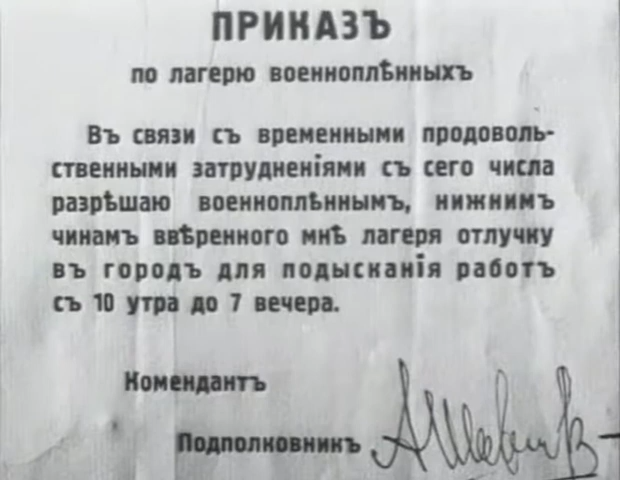 ПРИКАЗЪ
по лагерю военноплѣнныхъ
Въ связи съ временными продоволь-
ственными затрудненіями съ сего числа
разрѣшаю военноплѣннымъ, нижнимъ
чинамъ ввѣренного мнѣ лагеря отлучку
въ городъ для подысканія работъ
съ 10 утра до 7 вечера.
Комендантъ
Подполковникъ